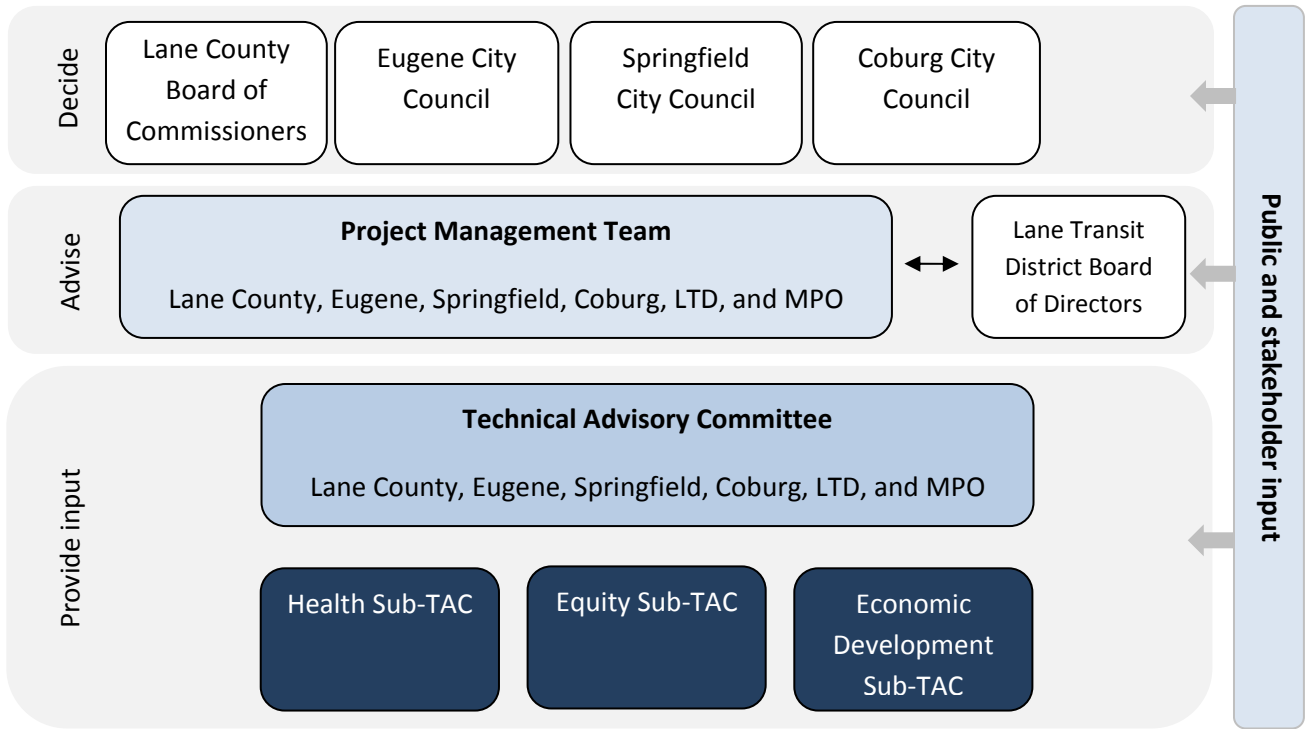 Decide
Lane County
Board of
Commissioners
Eugene City
Council
Springfield
City Council
Coburg City
Council
Advise
Project Management Team
Lane County, Eugene, Springfield, Coburg, LTD, and MPO
Lane Transit
District Board
of Directors
Provide input
Technical Advisory Committee
Lane County, Eugene, Springfield, Coburg, LTD, and MPO
Health Sub-TAC
Equity Sub-TAC
Economic
Development
Sub-TAC
Public and stakeholder input